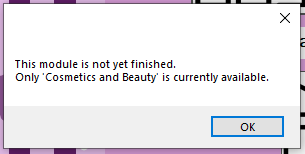 This module is not yet finished.
Only 'Cosmetics and Beauty' is currently available.
OK